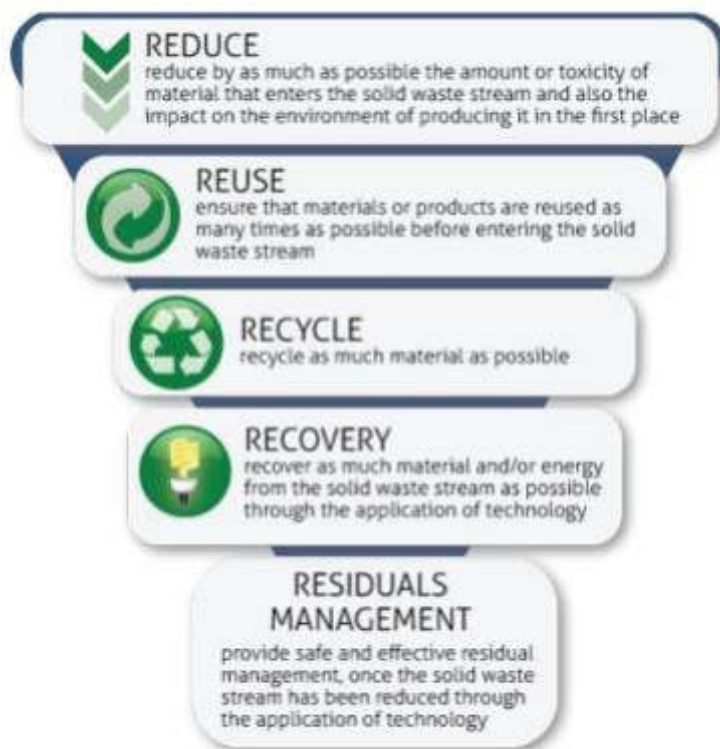 REDUCE
reduce by as much as possible the amount or toxicity of
material that enters the solid waste stream and also the
impact on the environment of producing it in the first place
REUSE
ensure that materials or products are reused as
many times as possible before entering the solid
waste stream
RECYCLE
recycle as much material as possible
RECOVERY
recover as much material and/or energy
from the solid waste stream as possible
through the application of technology
RESIDUALS
MANAGEMENT
provide safe and effective residual
management, once the solid waste
stream has been reduced through
the application of technology